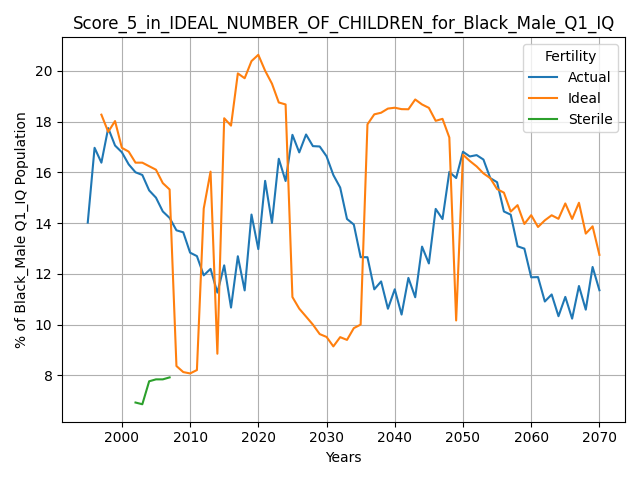 Score_5_in_IDEAL_NUMBER_OF_CHILDREN_for_Black_Male_Q1_IQ
Fertility
Actual
Ideal
Sterile
% of Black_Male Q1_IQ Population
20
18
16
14
12
10
8
2000 2010 2020 2030 2040 2050 2060 2070
Years